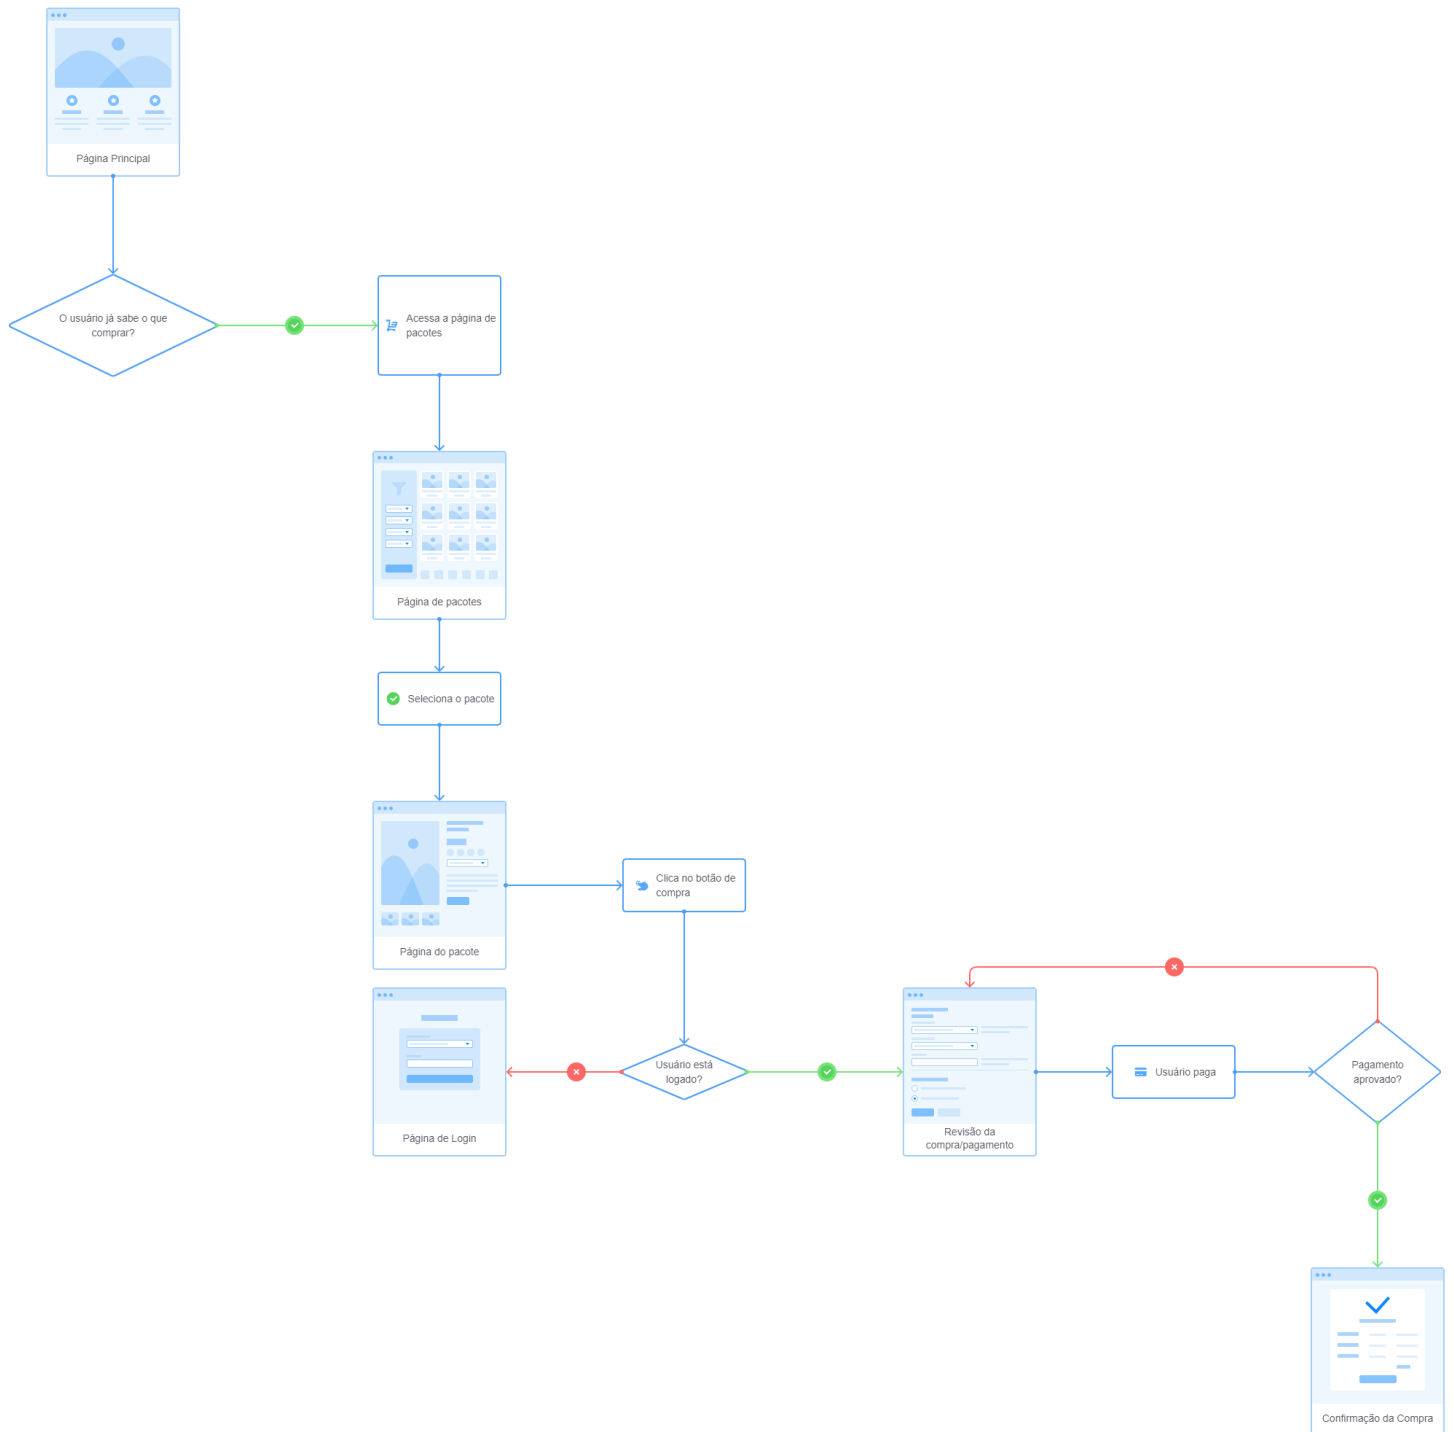 Página Principal
O usuário já sabe o que
comprar?
Acessa a página de
pacotes
Página de pacotes
Seleciona o pacote
Página do pacote
Clica no botão de
compra
Usuário está
logado?
Página de Login
Revisão da
compra/pagamento
Usuário paga
Pagamento
aprovado?
Confirmação da Compra